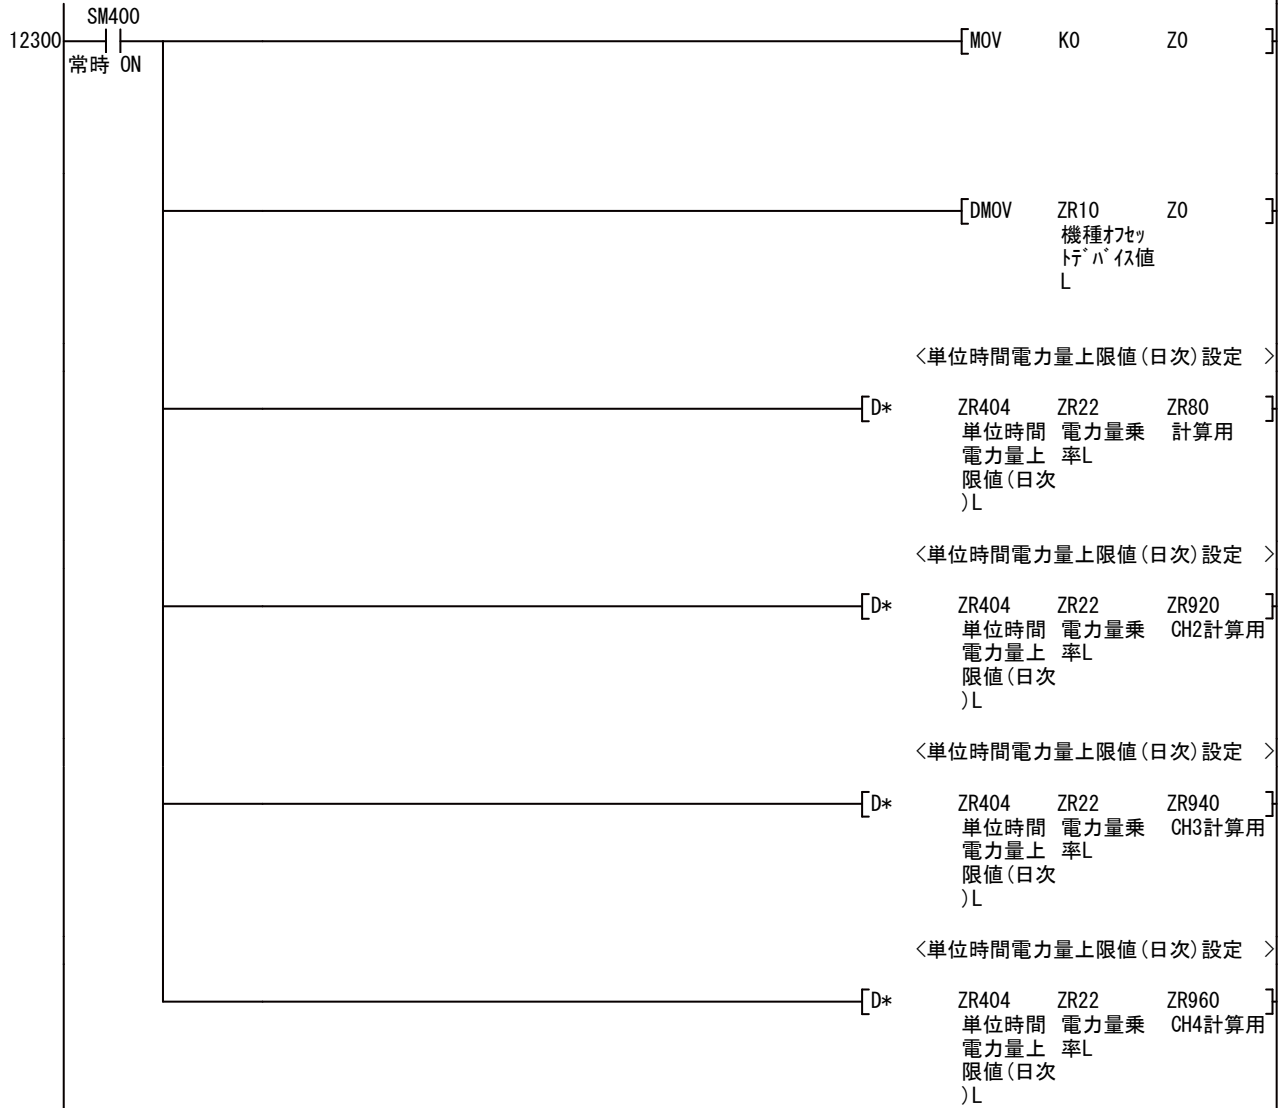 SM400
12300 [MOV K0 Z0 ]
常時 ON
[DMOV ZR10 Z0 ]
機種ｵﾌｾｯ
ﾄﾃﾞﾊﾞｲｽ値
L
<単位時間電力量上限値(日次)設定 >
[D* ZR404 ZR22 ZR80 ]
単位時間 電力量乗 計算用
電力量上 率L
限値(日次
)L
<単位時間電力量上限値(日次)設定 >
[D* ZR404 ZR22 ZR920 ]
単位時間 電力量乗 CH2計算用
電力量上 率L
限値(日次
)L
<単位時間電力量上限値(日次)設定 >
[D* ZR404 ZR22 ZR940 ]
単位時間 電力量乗 CH3計算用
電力量上 率L
限値(日次
)L
<単位時間電力量上限値(日次)設定 >
[D* ZR404 ZR22 ZR960 ]
単位時間 電力量乗 CH4計算用
電力量上 率L
限値(日次
)L